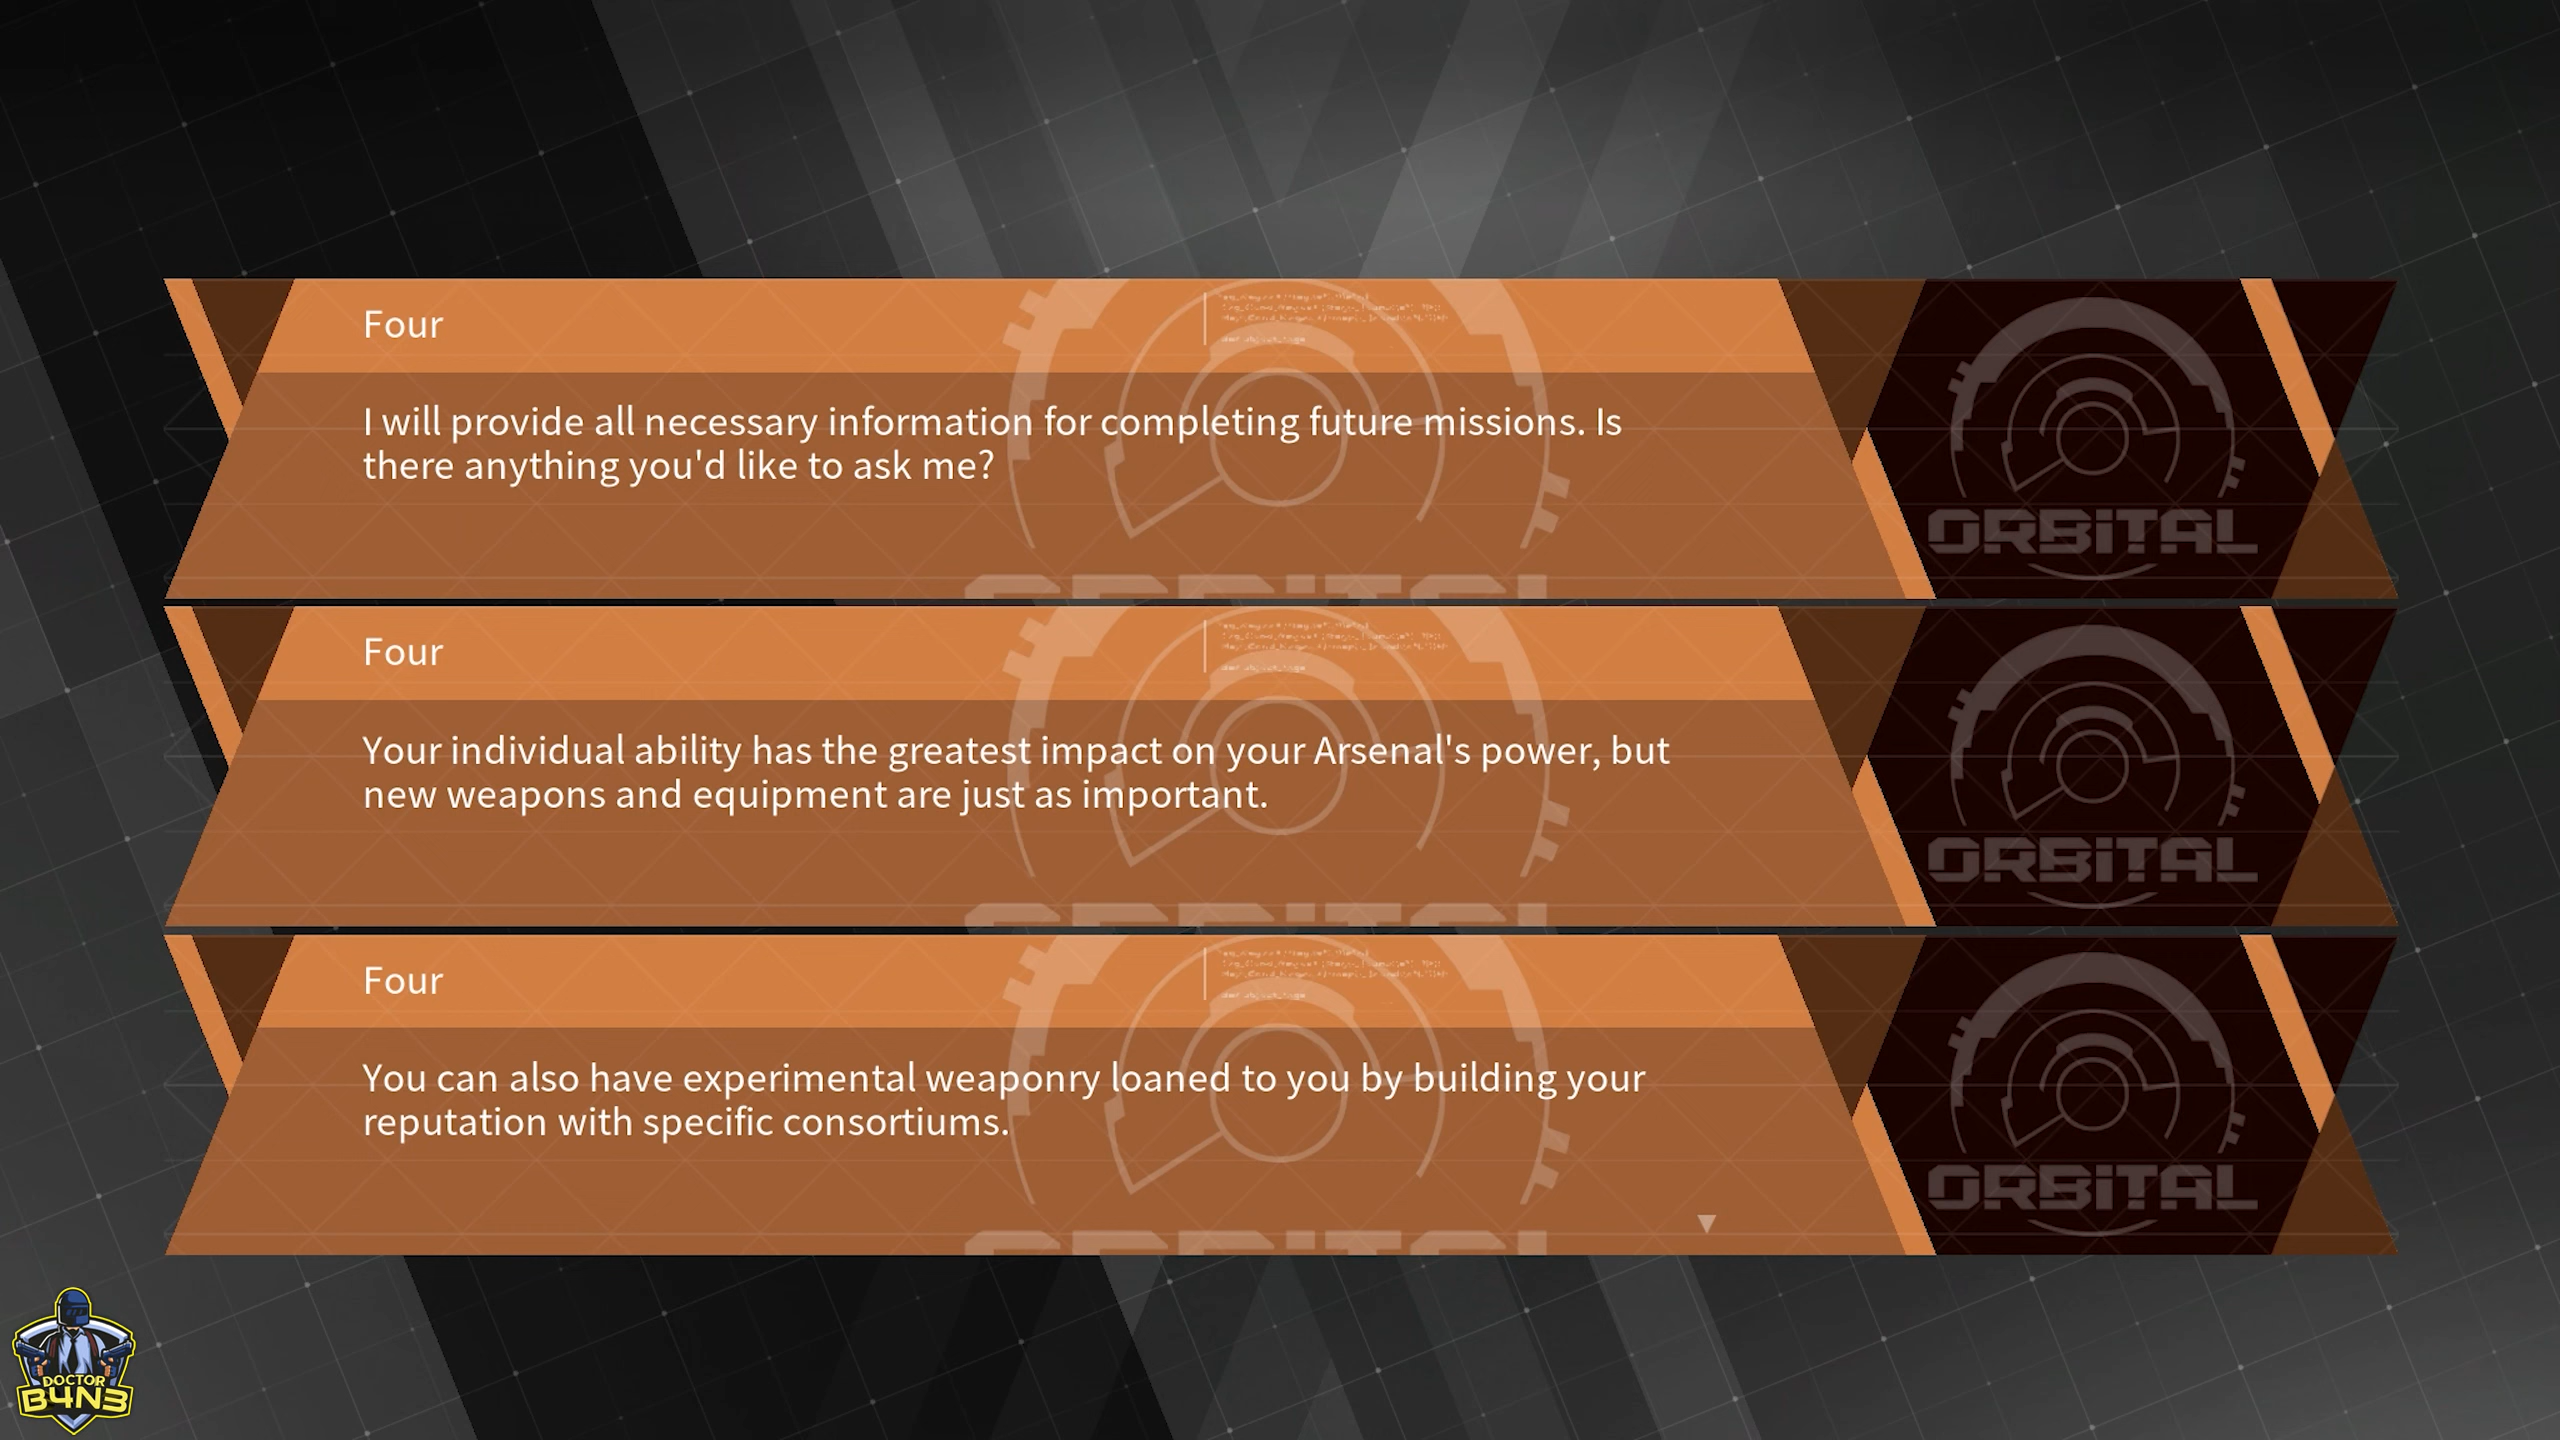 Four
I will provide all necessary information for completing future missions. Is
there anything you'd like to ask me?
ORBiTAL
Four
Your individual ability has the greatest impact on your Arsenal's power, but
new weapons and equipment are just as important.
ORBiTAL
Four
You can also have experimental weaponry loaned to you by building your
reputation with specific consortiums.
ORBiTAL
DOCTOR
B4N3